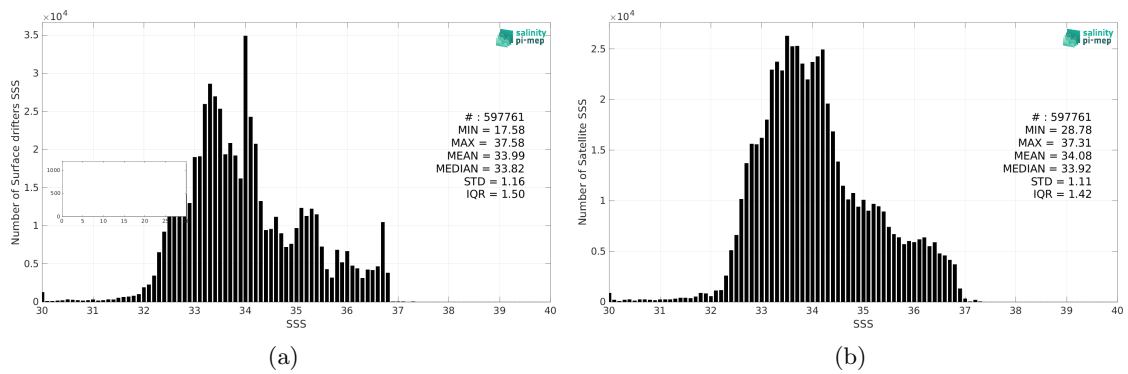 ×10⁴
3.5
3
2.5
2
1.5
1
0.5
0
Number of Surface drifters SSS
salinity
pi-mep
# : 597761
MIN = 17.58
MAX = 37.58
MEAN = 33.99
MEDIAN = 33.82
STD = 1.16
IQR = 1.50
1000
500
0
0 5 10 15 20 25
30 31 32 33 34 35 36 37 38 39 40
SSS
(a)
×10⁴
2.5
2
1.5
1
0.5
0
Number of Satellite SSS
salinity
pi-mep
# : 597761
MIN = 28.78
MAX = 37.31
MEAN = 34.08
MEDIAN = 33.92
STD = 1.11
IQR = 1.42
30 31 32 33 34 35 36 37 38 39 40
SSS
(b)